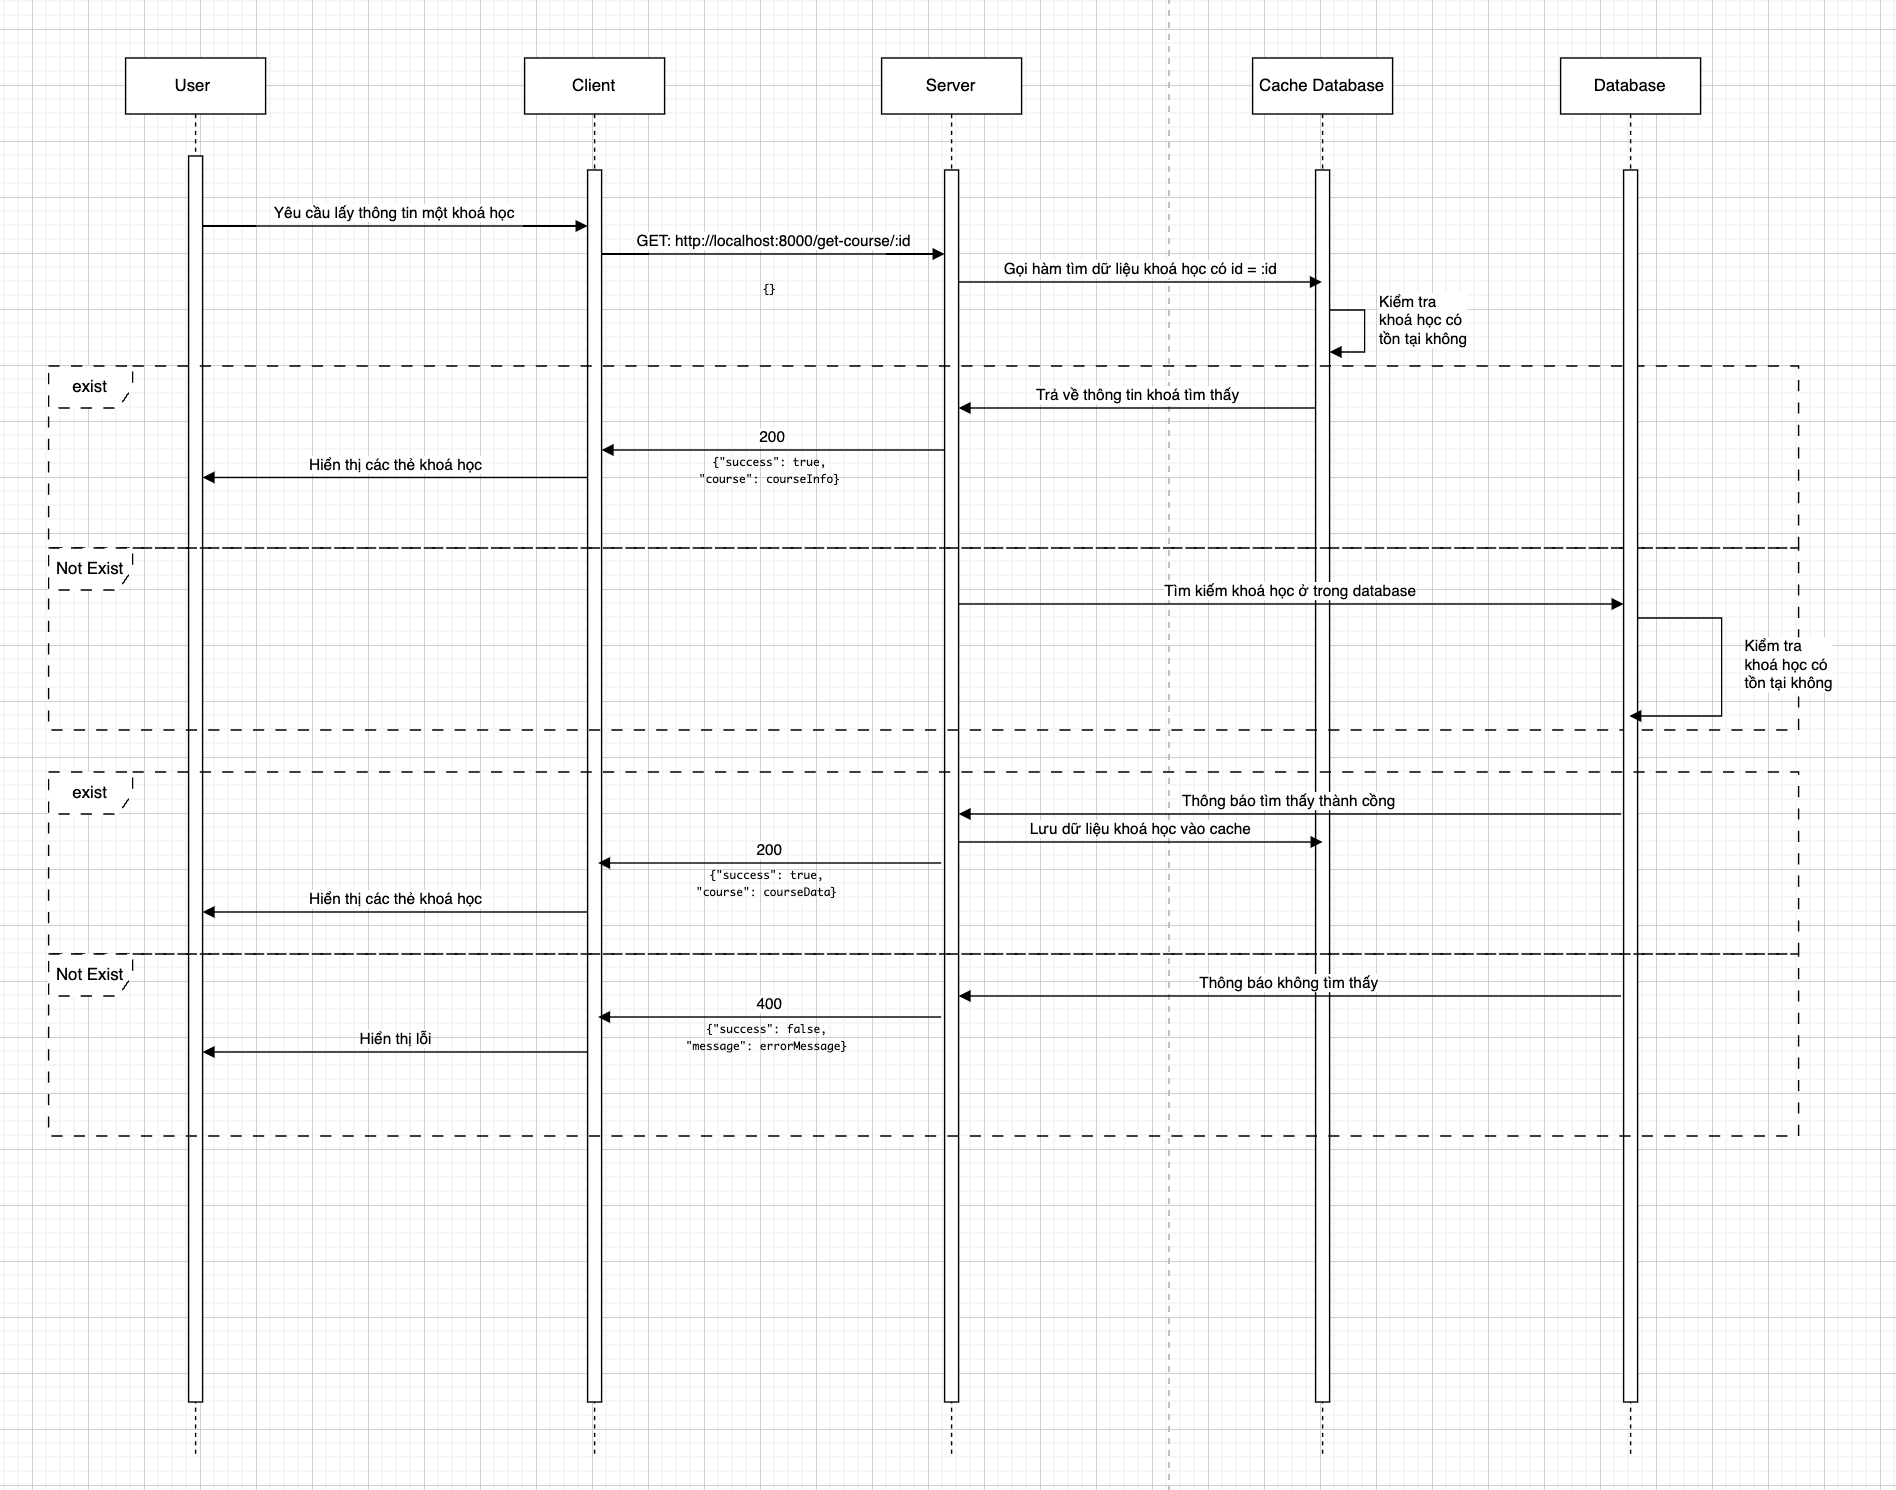 User
Client
Server
Cache Database
Database
Yêu cầu lấy thông tin một khoá học
GET: http://localhost:8000/get-course/:id
{}
Gọi hàm tìm dữ liệu khoá học có id = :id
Kiểm tra
khoá học có
tồn tại không
exist
Trả về thông tin khoá tìm thấy
200
{"success": true,
"course": courseInfo}
Hiển thị các thẻ khoá học
Not Exist
Tìm kiếm khoá học ở trong database
Kiểm tra
khoá học có
tồn tại không
exist
Thông báo tìm thấy thành cồng
Lưu dữ liệu khoá học vào cache
200
{"success": true,
"course": courseData}
Hiển thị các thẻ khoá học
Not Exist
Thông báo không tìm thấy
400
{"success": false,
"message": errorMessage}
Hiển thị lỗi